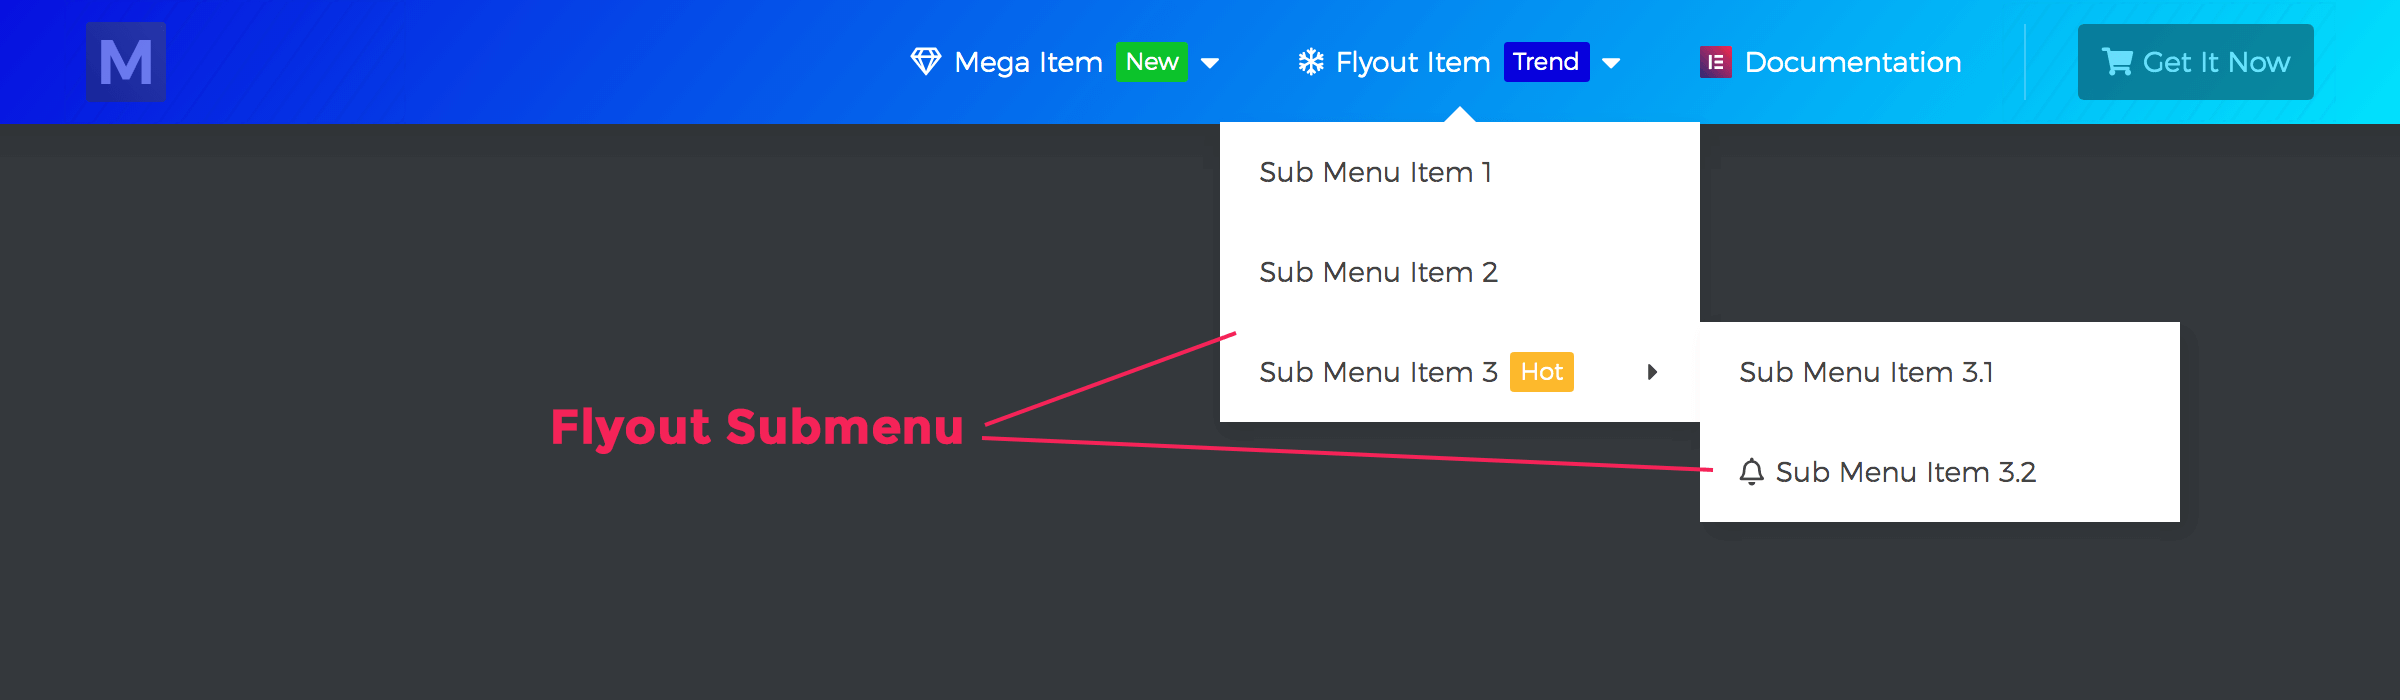 M
Mega Item New
Flyout Item Trend
Documentation
Get It Now
Sub Menu Item 1
Sub Menu Item 2
Sub Menu Item 3 Hot
Sub Menu Item 3.1
Flyout Submenu
Sub Menu Item 3.2